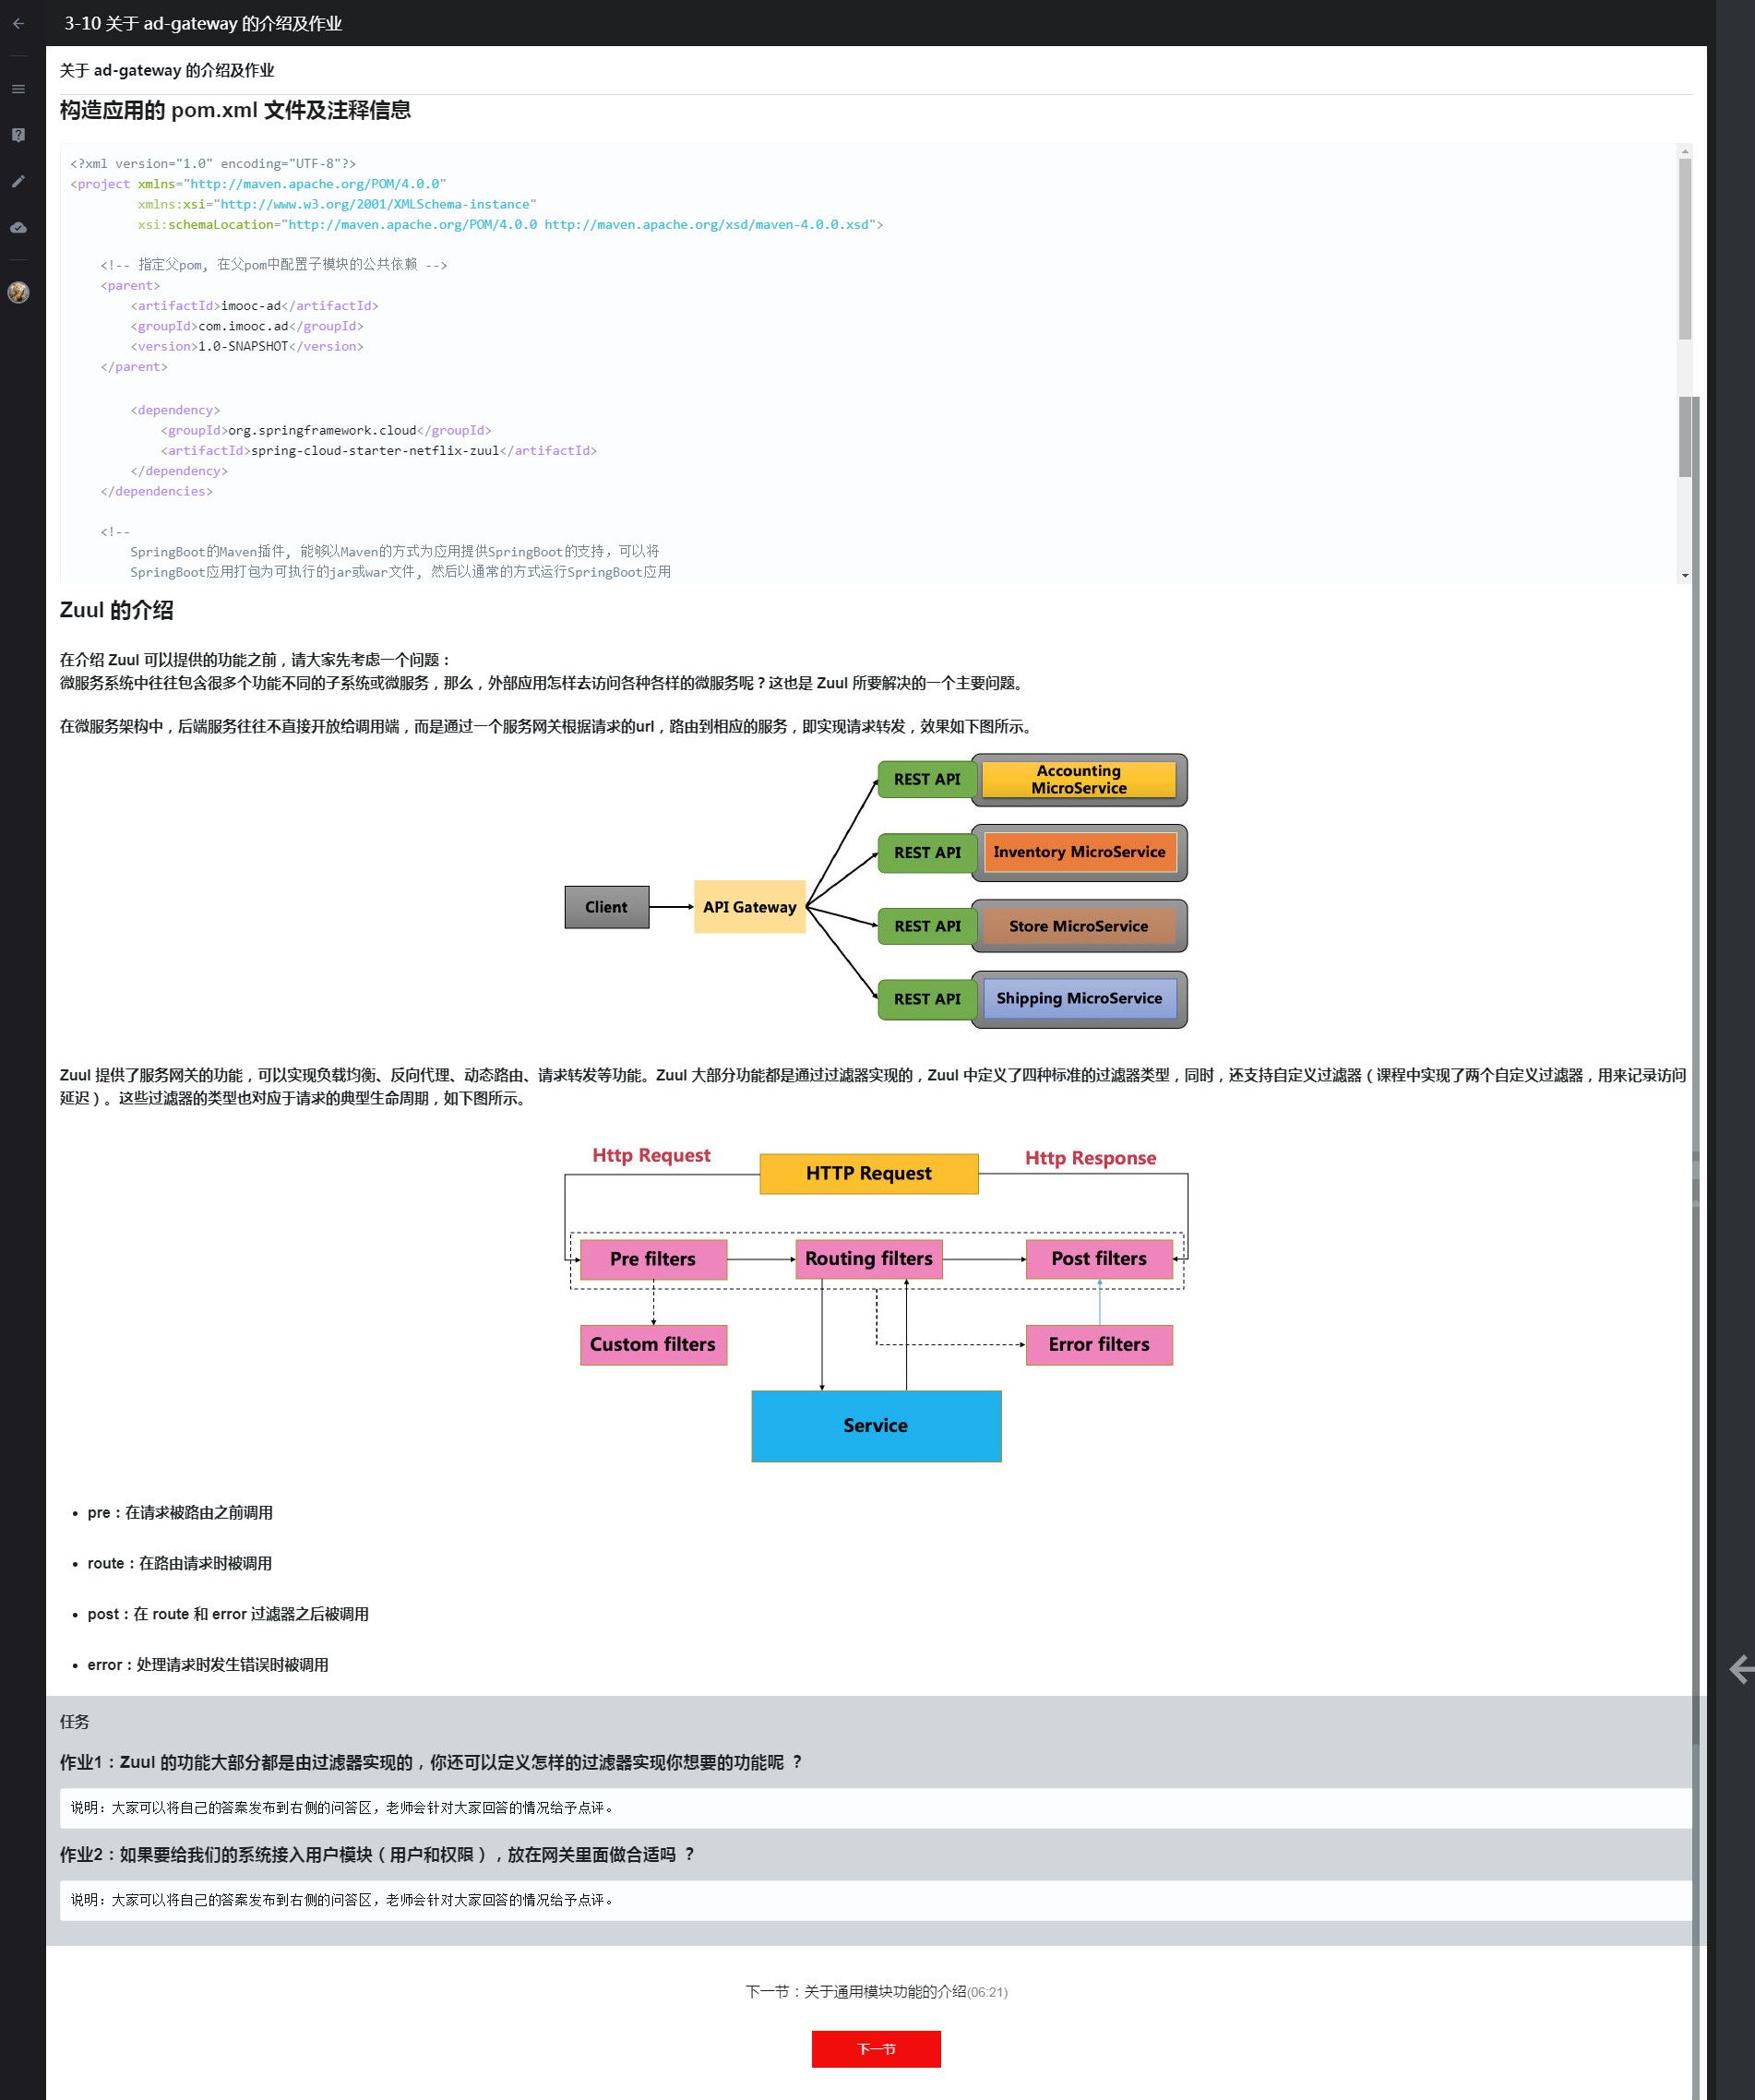 3-10 关于 ad-gateway 的介绍及作业
关于 ad-gateway 的介绍及作业
构造应用的 pom.xml 文件及注释信息
<?xml version="1.0" encoding="UTF-8"?>
<project xmlns="http://maven.apache.org/POM/4.0.0"
         xmlns:xsi="http://www.w3.org/2001/XMLSchema-instance"
         xsi:schemaLocation="http://maven.apache.org/POM/4.0.0 http://maven.apache.org/xsd/maven-4.0.0.xsd">
    <!-- 指定父pom, 在父pom中配置子模块的公共依赖 -->
    <parent>
        <artifactId>imooc-ad</artifactId>
        <groupId>com.imooc.ad</groupId>
        <version>1.0-SNAPSHOT</version>
    </parent>
        <dependency>
            <groupId>org.springframework.cloud</groupId>
            <artifactId>spring-cloud-starter-netflix-zuul</artifactId>
        </dependency>
    </dependencies>
    <!--
        SpringBoot的Maven插件, 能够以Maven的方式为应用提供SpringBoot的支持，可以将
        SpringBoot应用打包为可执行的jar或war文件, 然后以通常的方式运行SpringBoot应用
Zuul 的介绍
在介绍 Zuul 可以提供的功能之前，请大家先考虑一个问题：
微服务系统中往往包含很多个功能不同的子系统或微服务，那么，外部应用怎样去访问各种各样的微服务呢？这也是 Zuul 所要解决的一个主要问题。
在微服务架构中，后端服务往往不直接开放给调用端，而是通过一个服务网关根据请求的url，路由到相应的服务，即实现请求转发，效果如下图所示。
REST API
Accounting
MicroService
REST API
Inventory MicroService
Client
API Gateway
REST API
Store MicroService
REST API
Shipping MicroService
Zuul 提供了服务网关的功能，可以实现负载均衡、反向代理、动态路由、请求转发等功能。Zuul 大部分功能都是通过过滤器实现的，Zuul 中定义了四种标准的过滤器类型，同时，还支持自定义过滤器（课程中实现了两个自定义过滤器，用来记录访问
延迟）。这些过滤器的类型也对应于请求的典型生命周期，如下图所示。
Http Request
HTTP Request
Http Response
Pre filters
Routing filters
Post filters
Custom filters
Error filters
Service
• pre：在请求被路由之前调用
• route：在路由请求时被调用
• post：在 route 和 error 过滤器之后被调用
• error：处理请求时发生错误时被调用
任务
作业1：Zuul 的功能大部分都是由过滤器实现的，你还可以定义怎样的过滤器实现你想要的功能呢 ？
说明：大家可以将自己的答案发布到右侧的问答区，老师会针对大家回答的情况给予点评。
作业2：如果要给我们的系统接入用户模块（用户和权限），放在网关里面做合适吗 ？
说明：大家可以将自己的答案发布到右侧的问答区，老师会针对大家回答的情况给予点评。
下一节：关于通用模块功能的介绍(06:21)
下一节